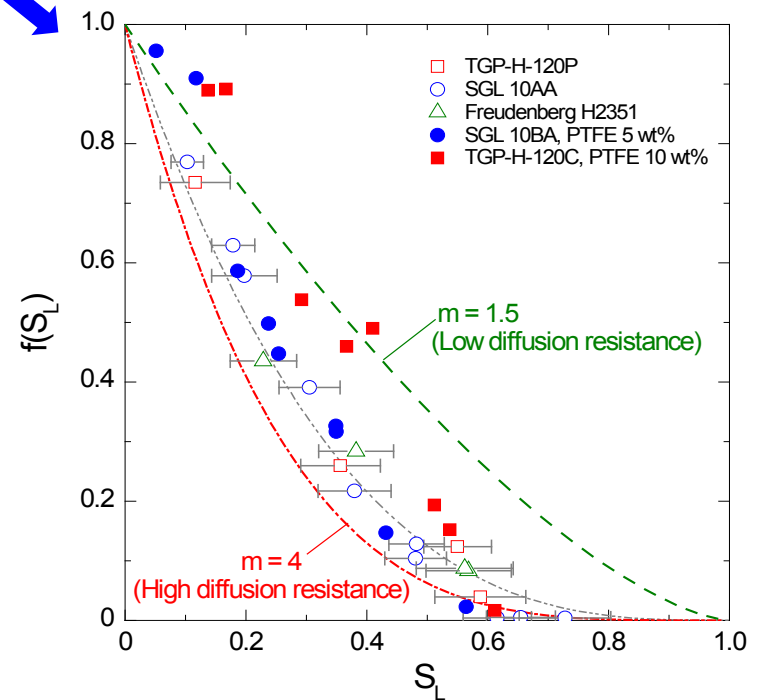 1.0
0.8
0.6
0.4
0.2
0
f(S_L)
TGP-H-120P
SGL 10AA
Freudenberg H2351
SGL 10BA, PTFE 5 wt%
TGP-H-120C, PTFE 10 wt%
m = 1.5
(Low diffusion resistance)
m = 4
(High diffusion resistance)
0 0.2 0.4 0.6 0.8 1.0
S_L